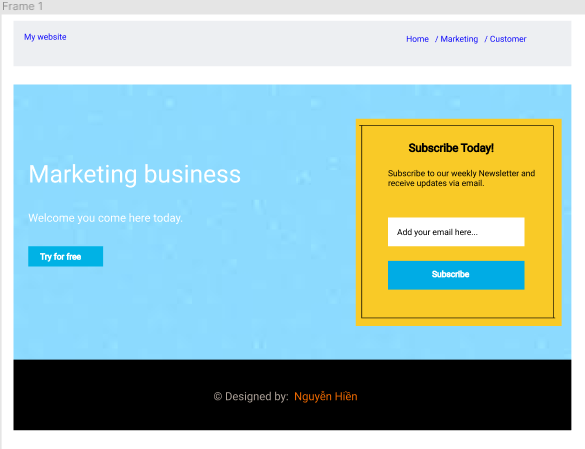 Frame 1
My website
Home / Marketing / Customer
Marketing business
Welcome you come here today.
Try for free
Subscribe Today!
Subscribe to our weekly Newsletter and
receive updates via email.
Add your email here...
Subscribe
© Designed by: Nguyễn Hiền